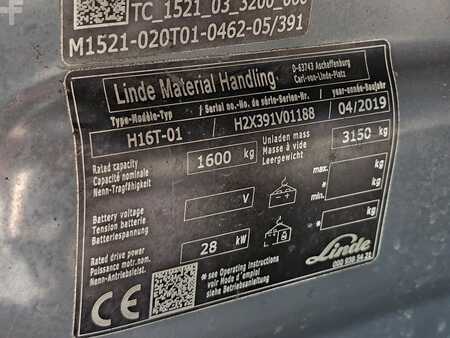 TC_1521_03_3200_000
M1521-020T01-0462-05/391
Linde Material Handling
D-63743 Aschaffenburg
Carl-von-Linde-Platz
Type-Modèle-Typ / Serial no.-No. de série-Serien-Nr. / year-année-Baujahr
H16T-01 H2X391V01188 04/2019
Rated capacity
Capacité nominale
Nenn-Tragfähigkeit
1600 kg
Unladen mass
Masse à vide
Leergewicht
3150 kg
Battery voltage
Tension batterie
Batteriespannung
V
max.
* kg
min.
* kg
Rated drive power
Puissance motr.nom.
Nenn-Antriebsleist.
28 kW
* kg
* see Operating Instructions
voir Mode d'emploi
siehe Betriebsanleitung
CE
Linde